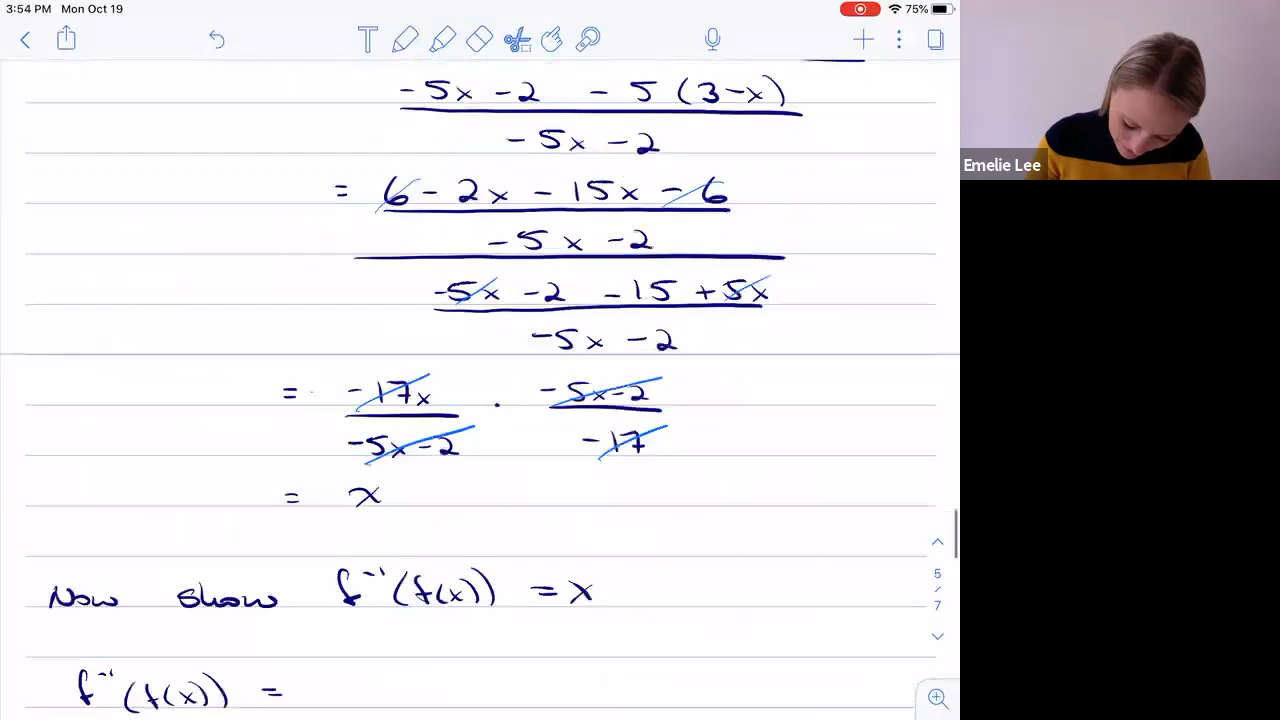 3:54 PM Mon Oct 19
75%
T
-5x -2 - 5 (3-x)
-5x -2
= 6 - 2x - 15x - 6
-5x -2
-5x -2 -15 +5x
-5x -2
= -17x · -5x-2
-5x -2 -17
= x
Now show f⁻¹(f(x)) = x
f⁻¹(f(x)) =
5
/
7
Emelie Lee